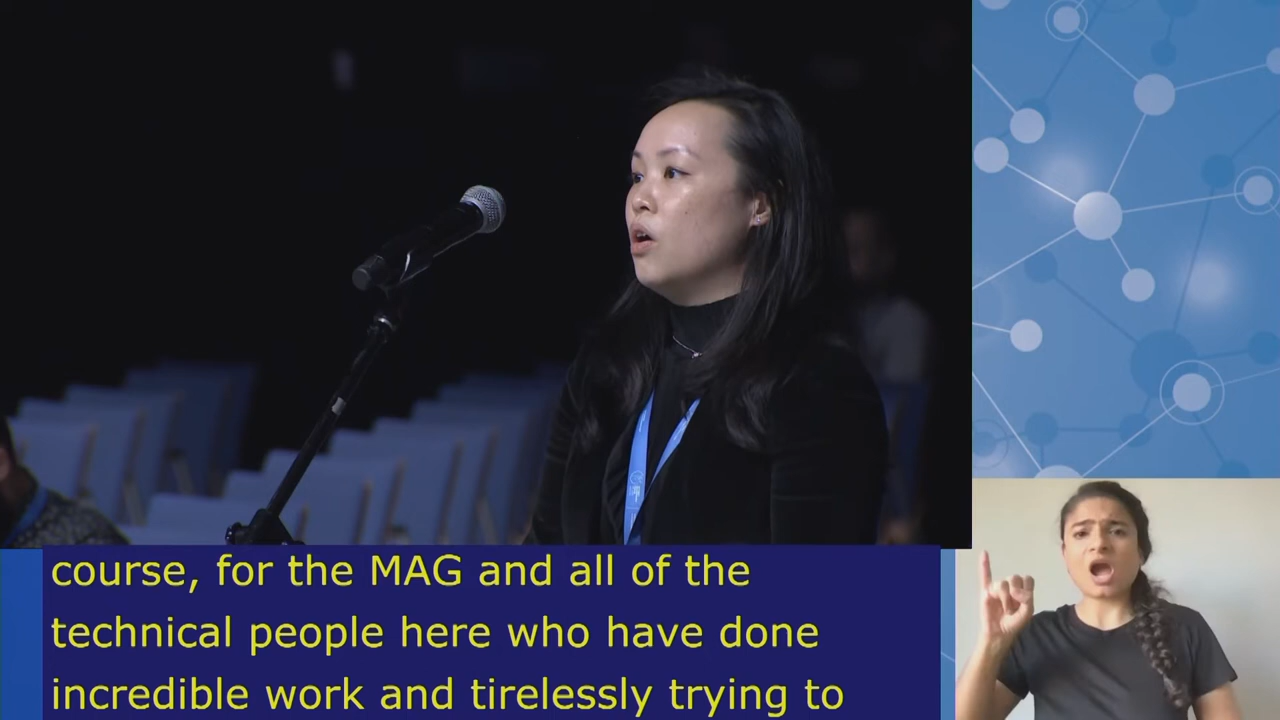 course, for the MAG and all of the
technical people here who have done
incredible work and tirelessly trying to